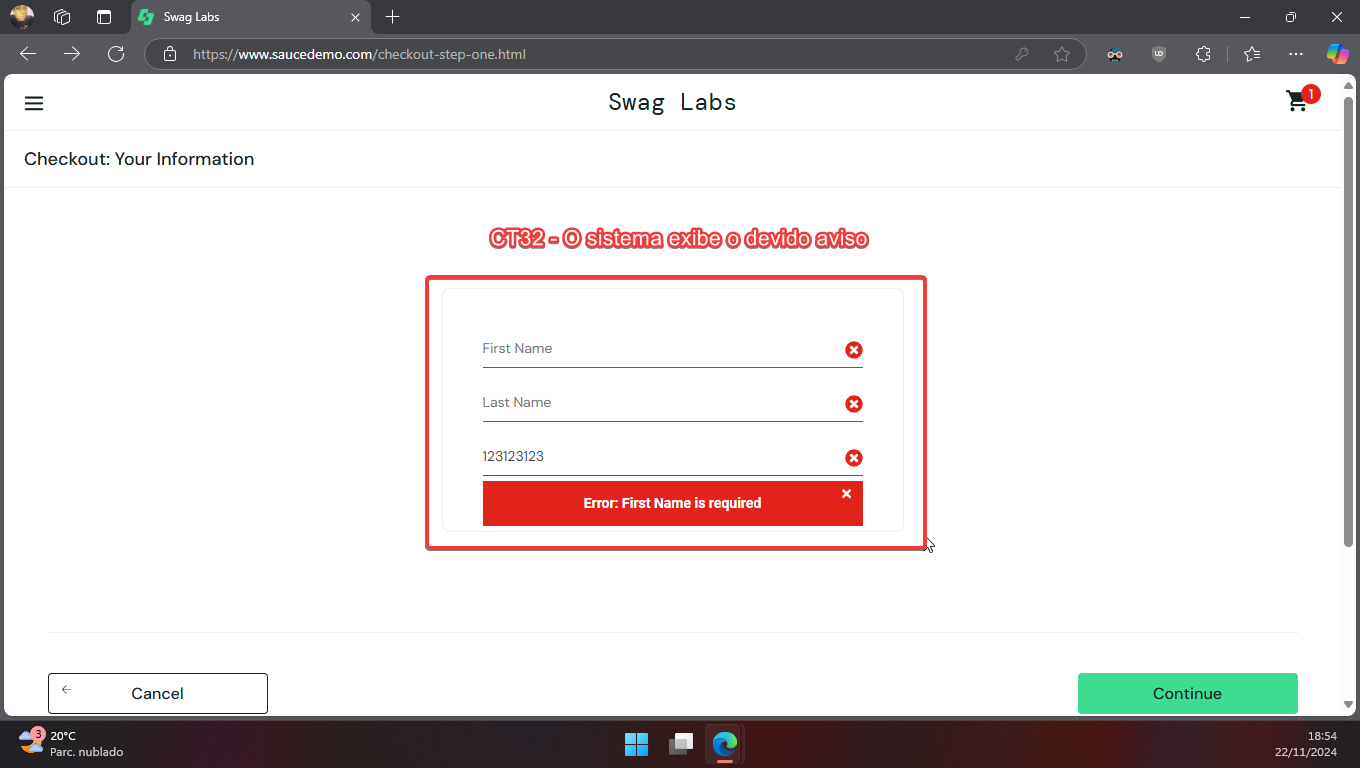 Swag Labs
https://www.saucedemo.com/checkout-step-one.html
UD
Swag Labs
1
Checkout: Your Information
CT32 - O sistema exibe o devido aviso
First Name
Last Name
123123123
Error: First Name is required
Cancel
Continue
3
20°C
Parc. nublado
18:54
22/11/2024